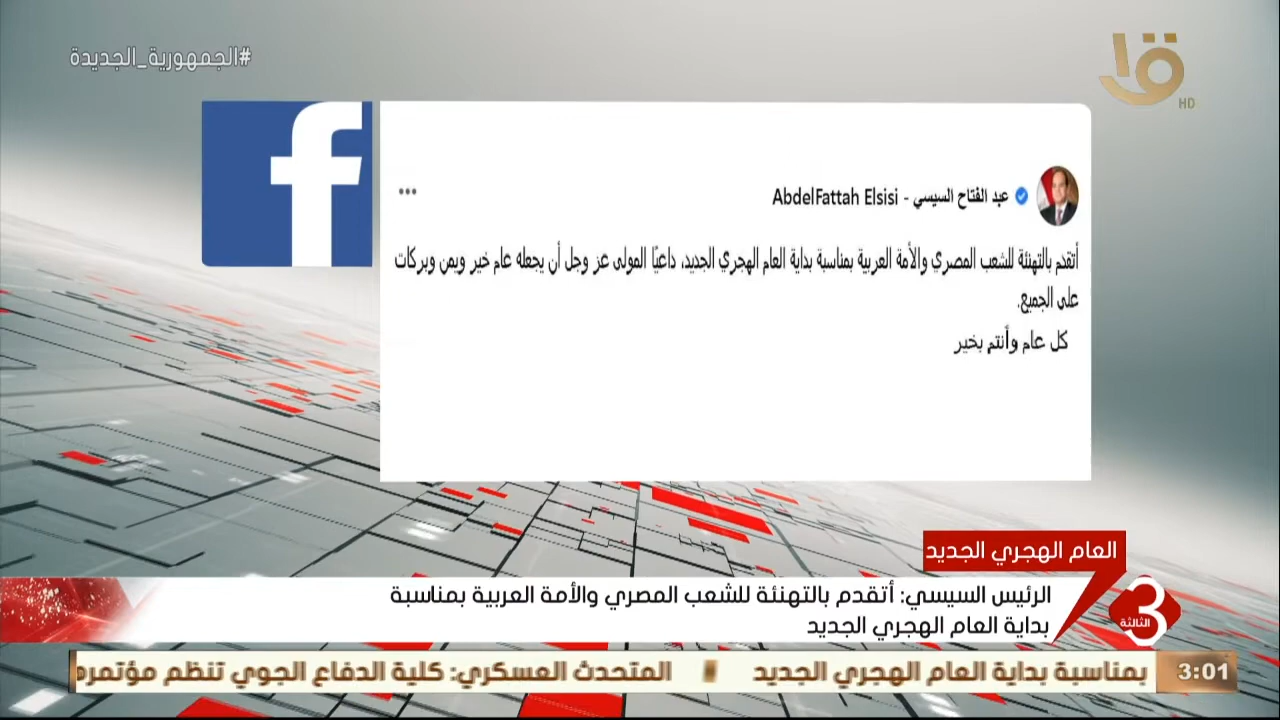 #الجمهورية_الجديدة
HD
f
عبد الفتاح السيسي - AbdelFattah Elsisi
أتقدم بالتهنئة للشعب المصري والأمة العربية بمناسبة بداية العام الهجري الجديد، داعيًا المولى عز وجل أن يجعله عام خير ويمن وبركات
على الجميع.
كل عام وأنتم بخير
العام الهجري الجديد
الرئيس السيسي: أتقدم بالتهنئة للشعب المصري والأمة العربية بمناسبة
بداية العام الهجري الجديد
3 الثالثة
3:01 بمناسبة بداية العام الهجري الجديد المتحدث العسكري: كلية الدفاع الجوي تنظم مؤتمره